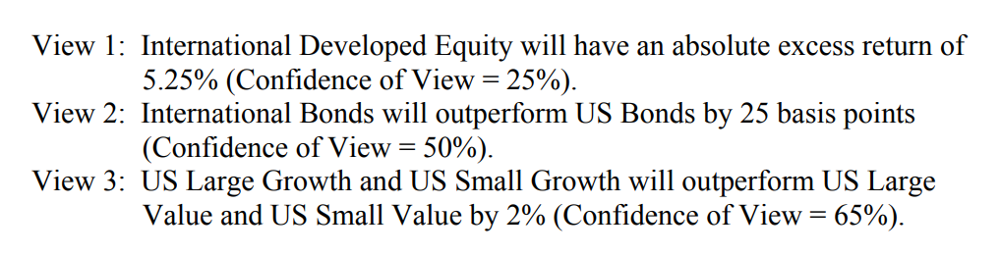 View 1: International Developed Equity will have an absolute excess return of
5.25% (Confidence of View = 25%).
View 2: International Bonds will outperform US Bonds by 25 basis points
(Confidence of View = 50%).
View 3: US Large Growth and US Small Growth will outperform US Large
Value and US Small Value by 2% (Confidence of View = 65%).